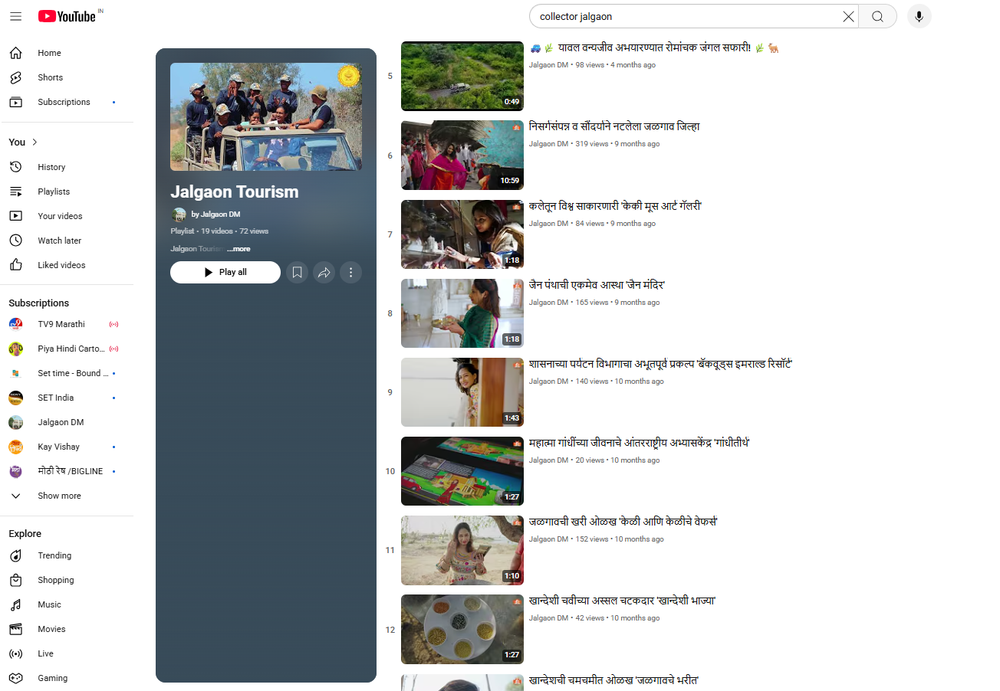 YouTube IN
collector jalgaon
Home
Shorts
Subscriptions
You
History
Playlists
Your videos
Watch later
Liked videos
Subscriptions
TV9 Marathi
Piya Hindi Carto...
Set time - Bound ...
SET India
Jalgaon DM
Kay Vishay
मोठी रेष /BIGLINE
Show more
Explore
Trending
Shopping
Music
Movies
Live
Gaming
Jalgaon Tourism
by Jalgaon DM
Playlist • 19 videos • 72 views
Jalgaon Tourism ...more
Play all
5
0:49
यावल वन्यजीव अभयारण्यात रोमांचक जंगल सफारी!
Jalgaon DM • 98 views • 4 months ago
6
10:59
निसर्गसंपन्न व सौंदर्याने नटलेला जळगाव जिल्हा
Jalgaon DM • 319 views • 9 months ago
7
1:18
कलेतून विश्व साकारणारी 'केकी मूस आर्ट गॅलरी'
Jalgaon DM • 84 views • 9 months ago
8
1:18
जैन पंथाची एकमेव आस्था 'जैन मंदिर'
Jalgaon DM • 165 views • 9 months ago
9
1:43
शासनाच्या पर्यटन विभागाचा अभूतपूर्व प्रकल्प 'बॅकवूड्स इमराल्ड रिसॉर्ट'
Jalgaon DM • 140 views • 10 months ago
10
1:27
महात्मा गांधींच्या जीवनाचे आंतरराष्ट्रीय अभ्यासकेंद्र 'गांधीतीर्थ'
Jalgaon DM • 20 views • 10 months ago
11
1:10
जळगावची खरी ओळख 'केळी आणि केळीचे वेफर्स'
Jalgaon DM • 152 views • 10 months ago
12
1:27
खान्देशी चवीच्या अस्सल चटकदार 'खान्देशी भाज्या'
Jalgaon DM • 42 views • 10 months ago
खान्देशची चमचमीत ओळख 'जळगावचे भरीत'